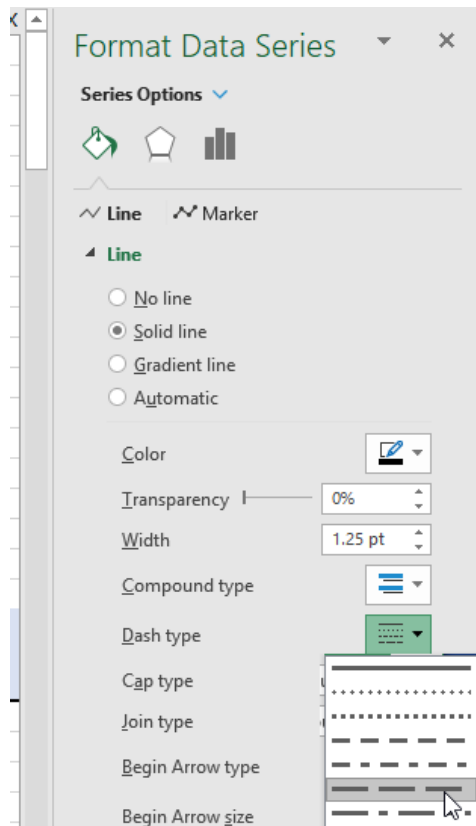 Format Data Series
Series Options
Line Marker
Line
No line
Solid line
Gradient line
Automatic
Color
Transparency 0%
Width 1.25 pt
Compound type
Dash type
Cap type
Join type
Begin Arrow type
Begin Arrow size